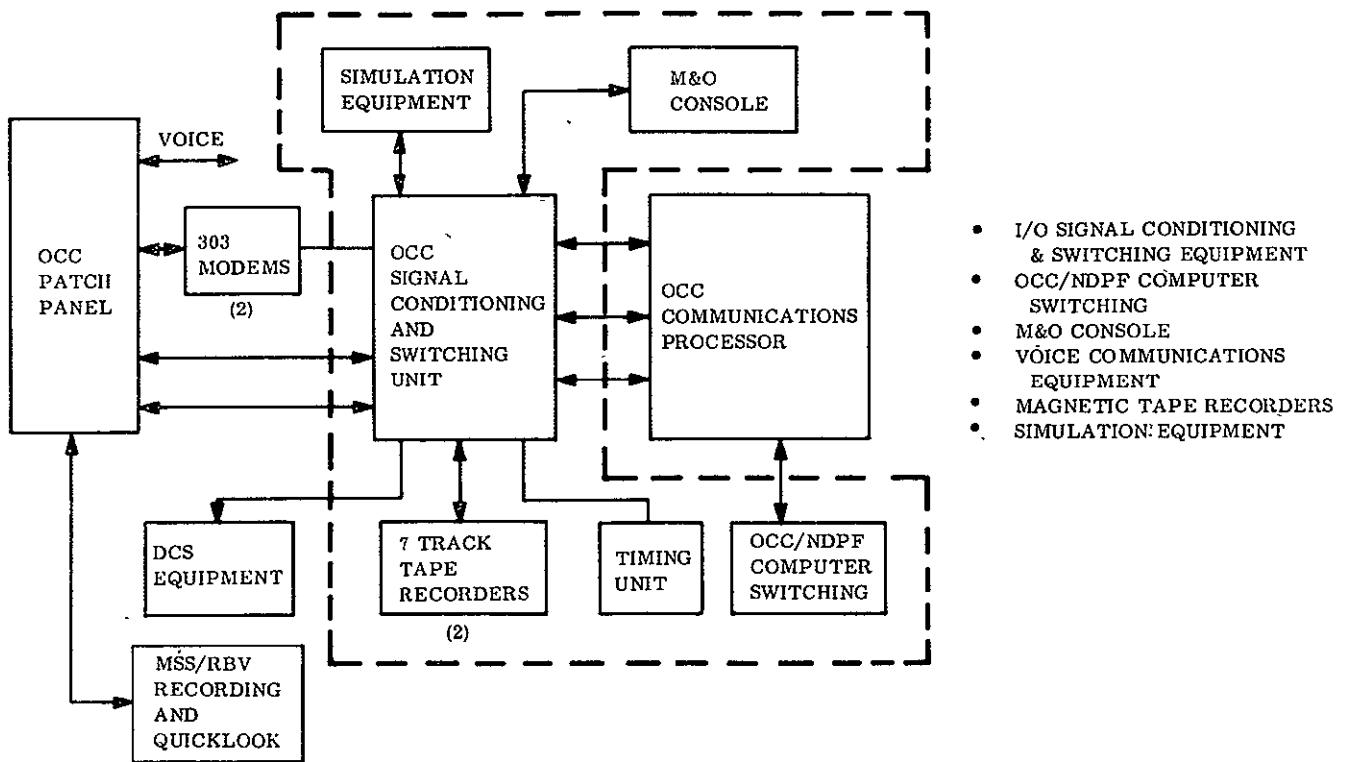 SIMULATION
EQUIPMENT
M&O
CONSOLE
VOICE
OCC
PATCH
PANEL
303
MODEMS
(2)
OCC
SIGNAL
CONDITIONING
AND
SWITCHING
UNIT
OCC
COMMUNICATIONS
PROCESSOR
DCS
EQUIPMENT
7 TRACK
TAPE
RECORDERS
(2)
TIMING
UNIT
OCC/NDPF
COMPUTER
SWITCHING
MSS/RBV
RECORDING
AND
QUICKLOOK
• I/O SIGNAL CONDITIONING
& SWITCHING EQUIPMENT
• OCC/NDPF COMPUTER
SWITCHING
• M&O CONSOLE
• VOICE COMMUNICATIONS
EQUIPMENT
• MAGNETIC TAPE RECORDERS
• SIMULATION EQUIPMENT